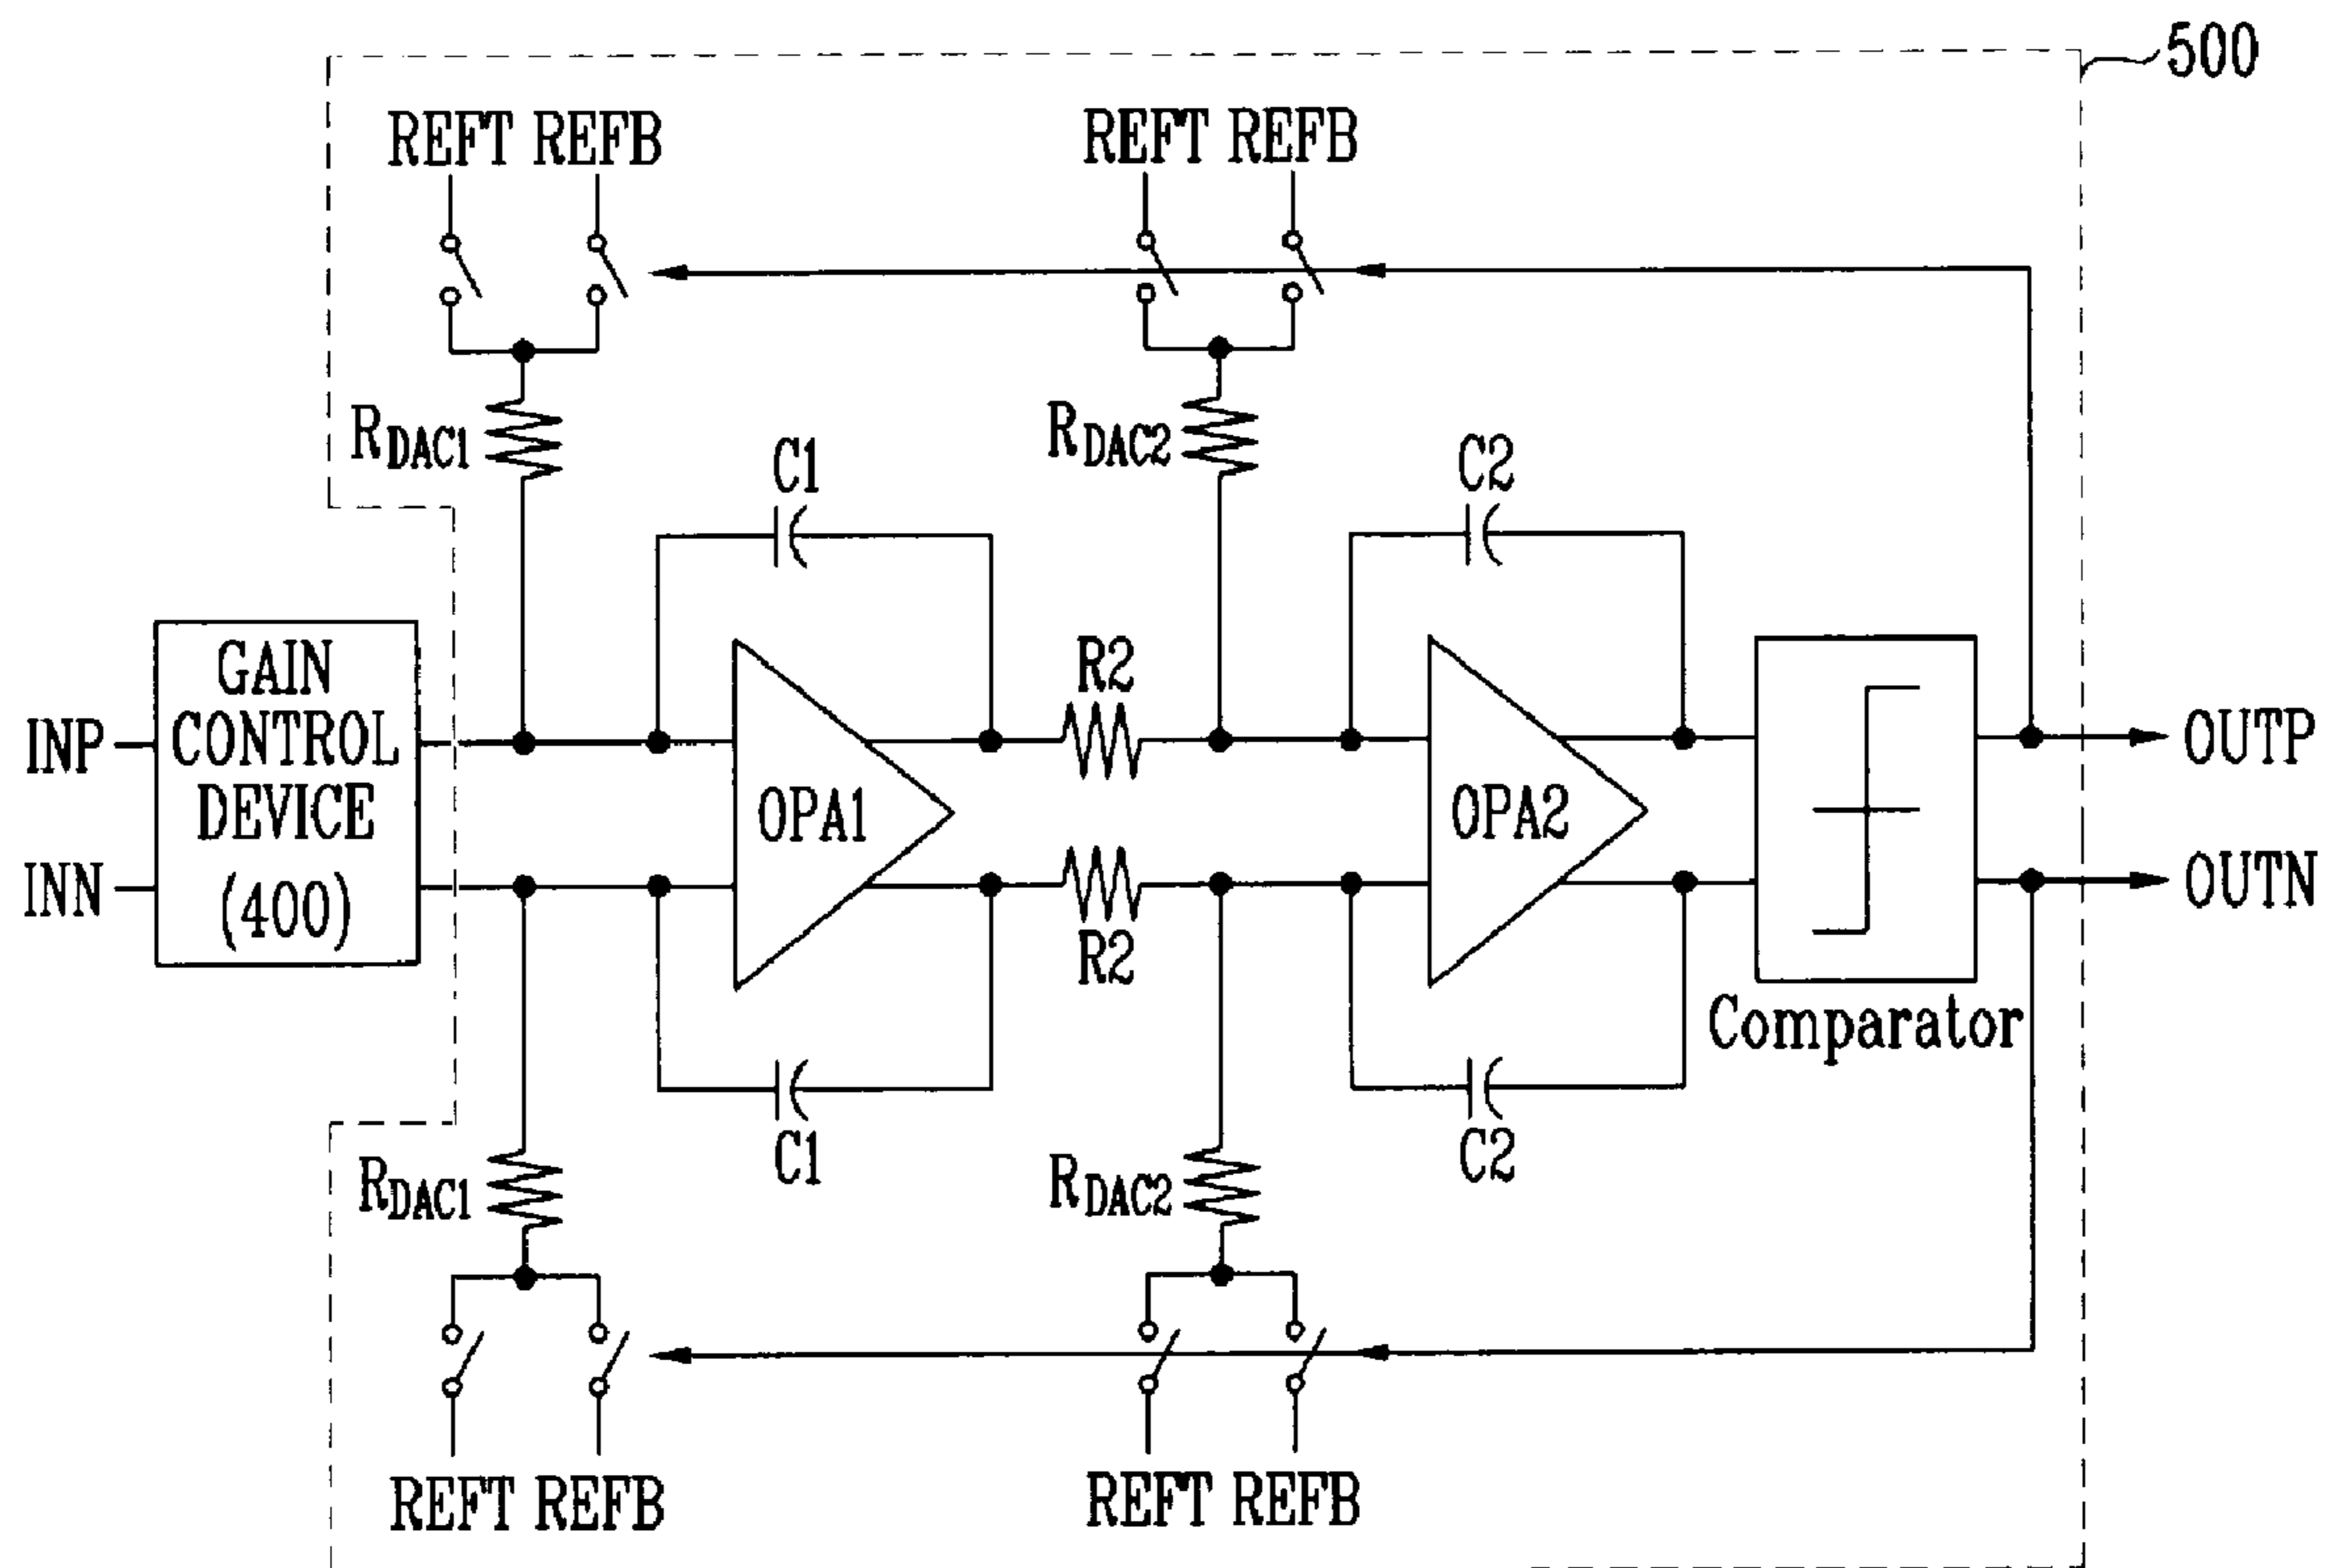 500
REFT REFB
REFT REFB
RDAC1
RDAC2
C1
C2
GAIN
CONTROL
DEVICE
(400)
INP
INN
OPA1
R2
R2
OPA2
Comparator
OUTP
OUTN
C1
C2
RDAC1
RDAC2
REFT REFB
REFT REFB